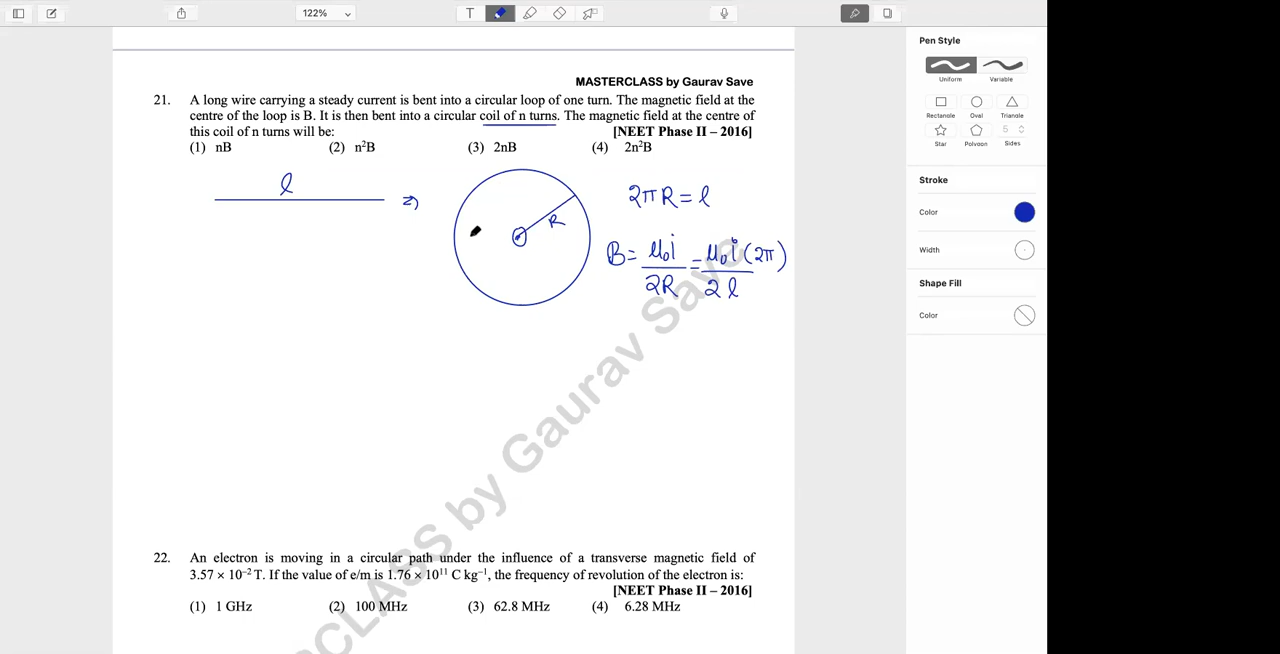 122%
T
Pen Style
Uniform
Variable
Rectangle
Oval
Triangle
Star
Polygon
5
Sides
Stroke
Color
Width
Shape Fill
Color
MASTERCLASS by Gaurav Save
21. A long wire carrying a steady current is bent into a circular loop of one turn. The magnetic field at the
centre of the loop is B. It is then bent into a circular coil of n turns. The magnetic field at the centre of
this coil of n turns will be: [NEET Phase II – 2016]
(1) nB (2) n²B (3) 2nB (4) 2n²B
l ⇒ R 2πR = l
B = μ₀i/2R = μ₀i(2π)/2l
CLASS by Gaurav Save
22. An electron is moving in a circular path under the influence of a transverse magnetic field of
3.57 × 10⁻² T. If the value of e/m is 1.76 × 10¹¹ C kg⁻¹, the frequency of revolution of the electron is:
[NEET Phase II – 2016]
(1) 1 GHz (2) 100 MHz (3) 62.8 MHz (4) 6.28 MHz